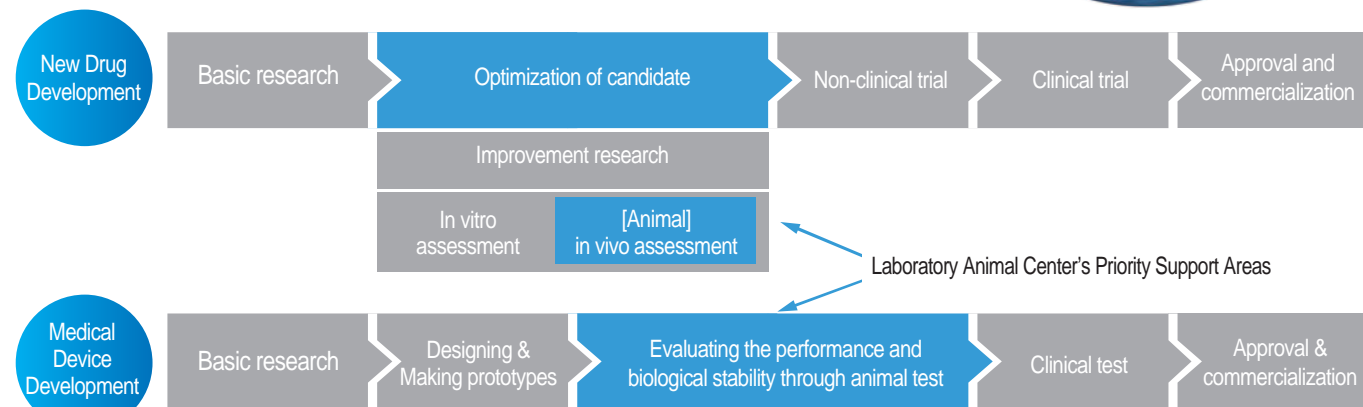 New Drug
Development
Basic research
Optimization of candidate
Non-clinical trial
Clinical trial
Approval and
commercialization
Improvement research
In vitro
assessment
[Animal]
in vivo assessment
Laboratory Animal Center's Priority Support Areas
Medical
Device
Development
Basic research
Designing &
Making prototypes
Evaluating the performance and
biological stability through animal test
Clinical test
Approval &
commercialization